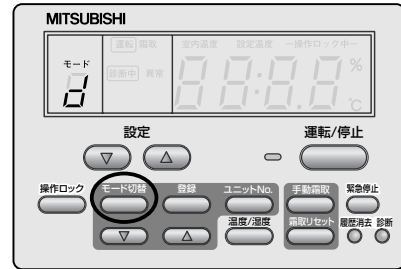 MITSUBISHI
運転 霜取 室内温度 設定温度 −操作ロック中−
モード
診断中 異常
d 88:8.8 % ℃
設定 運転/停止
▽ △
操作ロック モード切替 登録 ユニットNo. 手動霜取 緊急停止
温度/湿度 霜取リセット 履歴消去 診断
▽ △